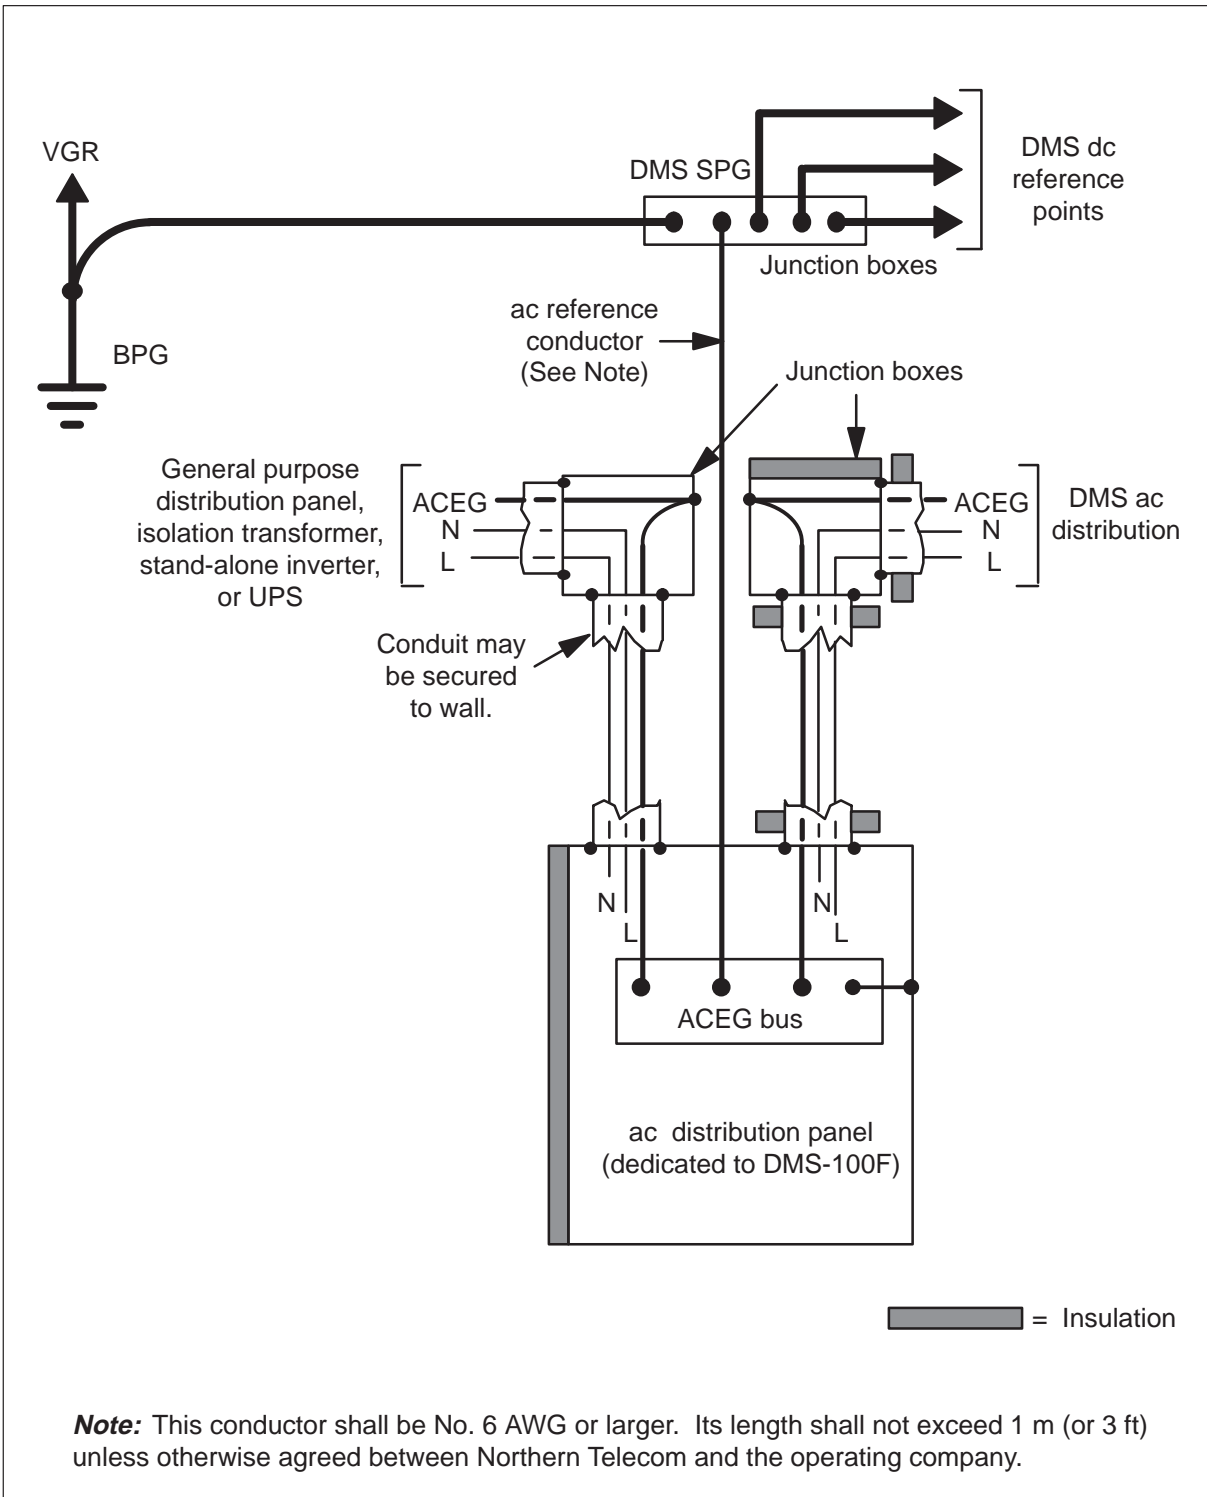 VGR
DMS SPG
DMS dc
reference
points
Junction boxes
ac reference
conductor
(See Note)
BPG
Junction boxes
General purpose
distribution panel,
isolation transformer,
stand-alone inverter,
or UPS
ACEG
N
L
ACEG
N
L
DMS ac
distribution
Conduit may
be secured
to wall.
N
L
N
L
ACEG bus
ac distribution panel
(dedicated to DMS-100F)
= Insulation
Note: This conductor shall be No. 6 AWG or larger. Its length shall not exceed 1 m (or 3 ft)
unless otherwise agreed between Northern Telecom and the operating company.